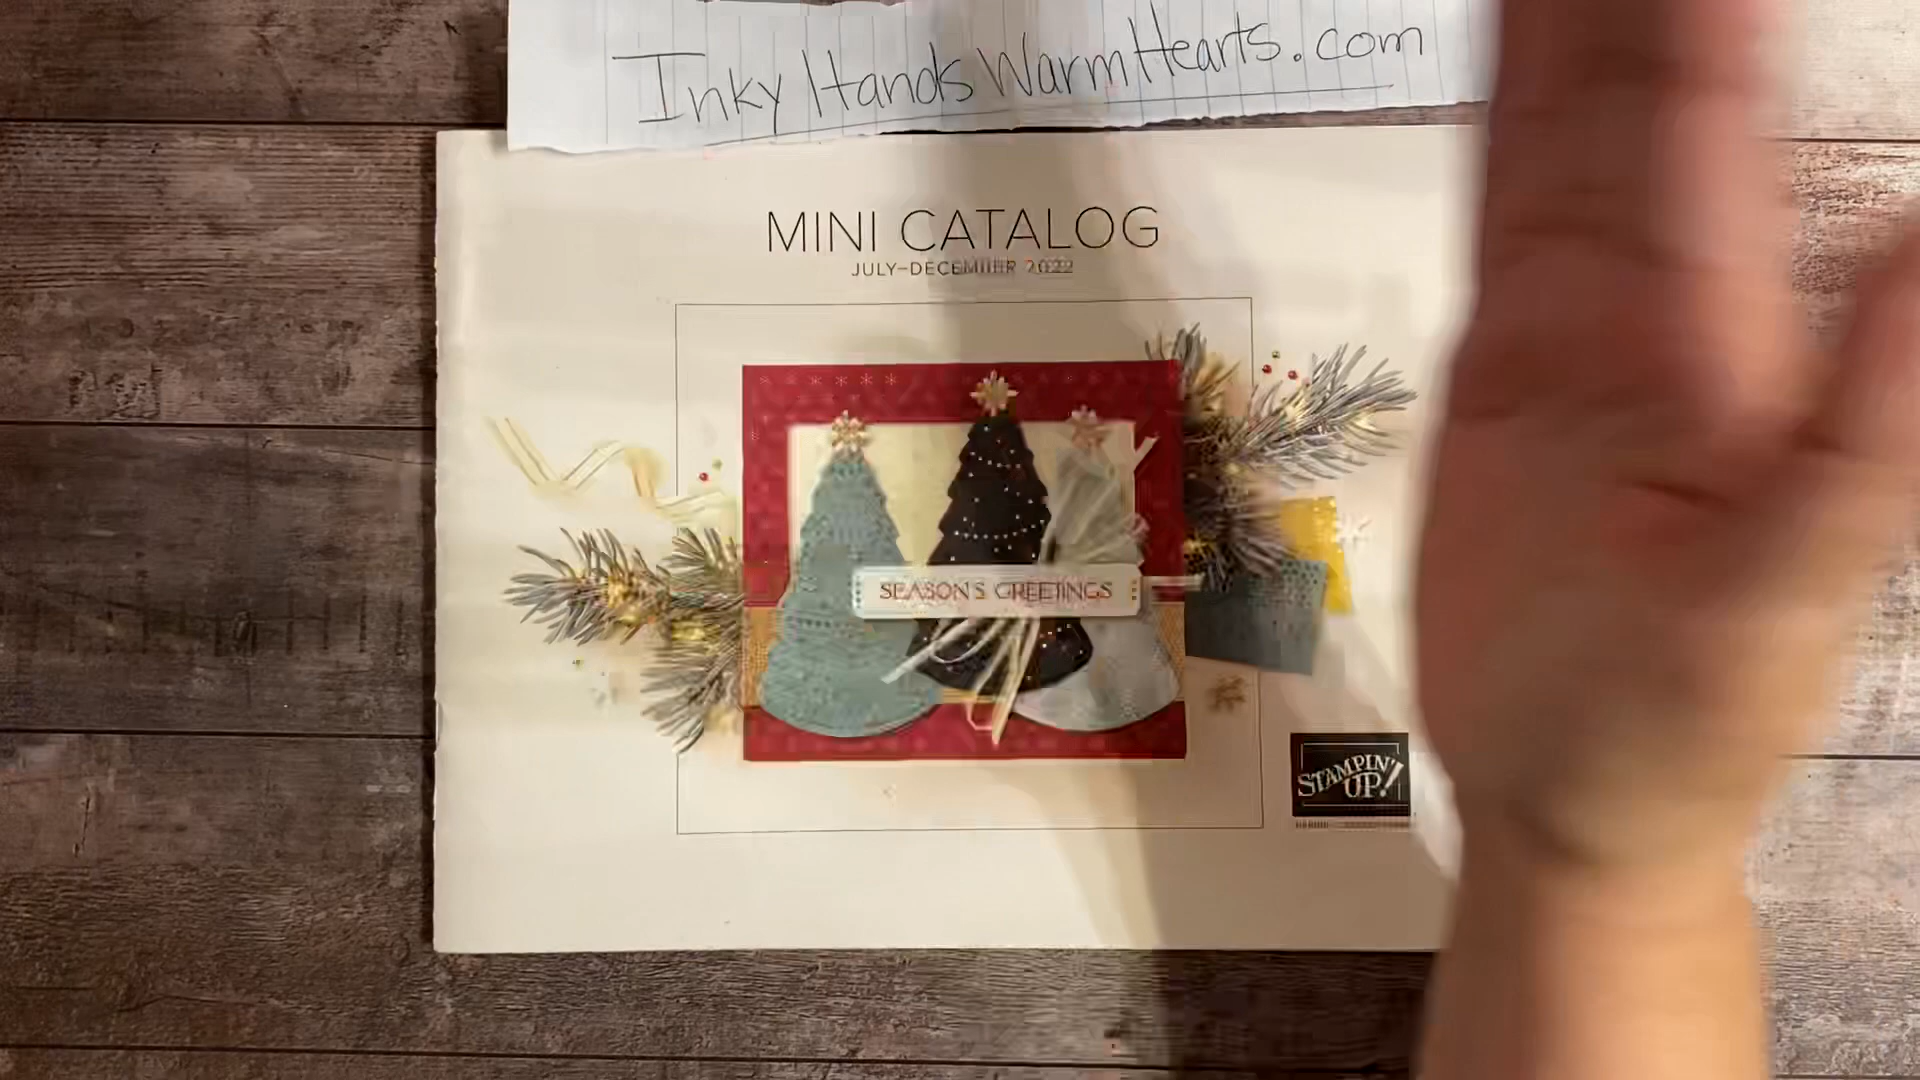 InkyHandsWarmHearts.com
MINI CATALOG
JULY–DECEMBER 2022
SEASON'S GREETINGS
STAMPIN'
UP!